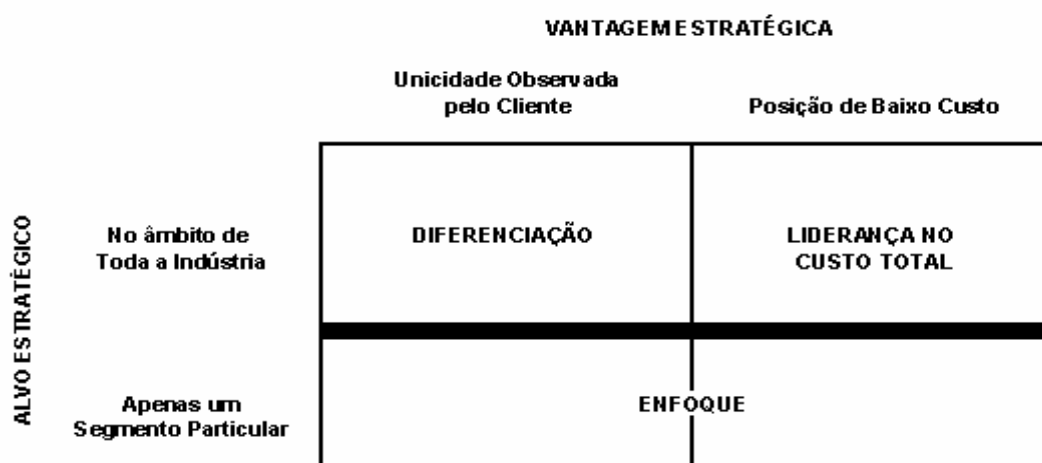 VANTAGEM ESTRATÉGICA
Unicidade Observada
pelo Cliente
Posição de Baixo Custo
ALVO ESTRATÉGICO
No âmbito de
Toda a Indústria
DIFERENCIAÇÃO
LIDERANÇA NO
CUSTO TOTAL
Apenas um
Segmento Particular
ENFOQUE